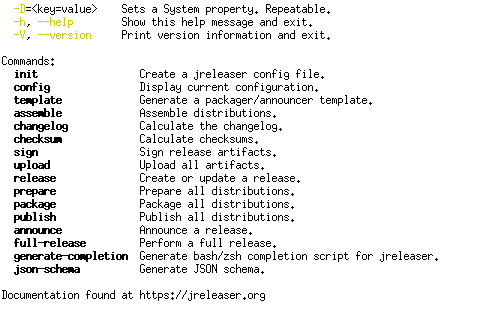 -D=<key=value>    Sets a System property. Repeatable.
-h, --help        Show this help message and exit.
-V, --version     Print version information and exit.
Commands:
init                 Create a jreleaser config file.
config               Display current configuration.
template             Generate a packager/announcer template.
assemble             Assemble distributions.
changelog            Calculate the changelog.
checksum             Calculate checksums.
sign                 Sign release artifacts.
upload               Upload all artifacts.
release              Create or update a release.
prepare              Prepare all distributions.
package              Package all distributions.
publish              Publish all distributions.
announce             Announce a release.
full-release         Perform a full release.
generate-completion  Generate bash/zsh completion script for jreleaser.
json-schema          Generate JSON schema.
Documentation found at https://jreleaser.org